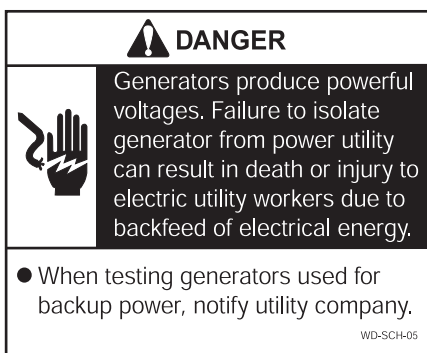 DANGER
Generators produce powerful
voltages. Failure to isolate
generator from power utility
can result in death or injury to
electric utility workers due to
backfeed of electrical energy.
● When testing generators used for
backup power, notify utility company.
WD-SCH-05